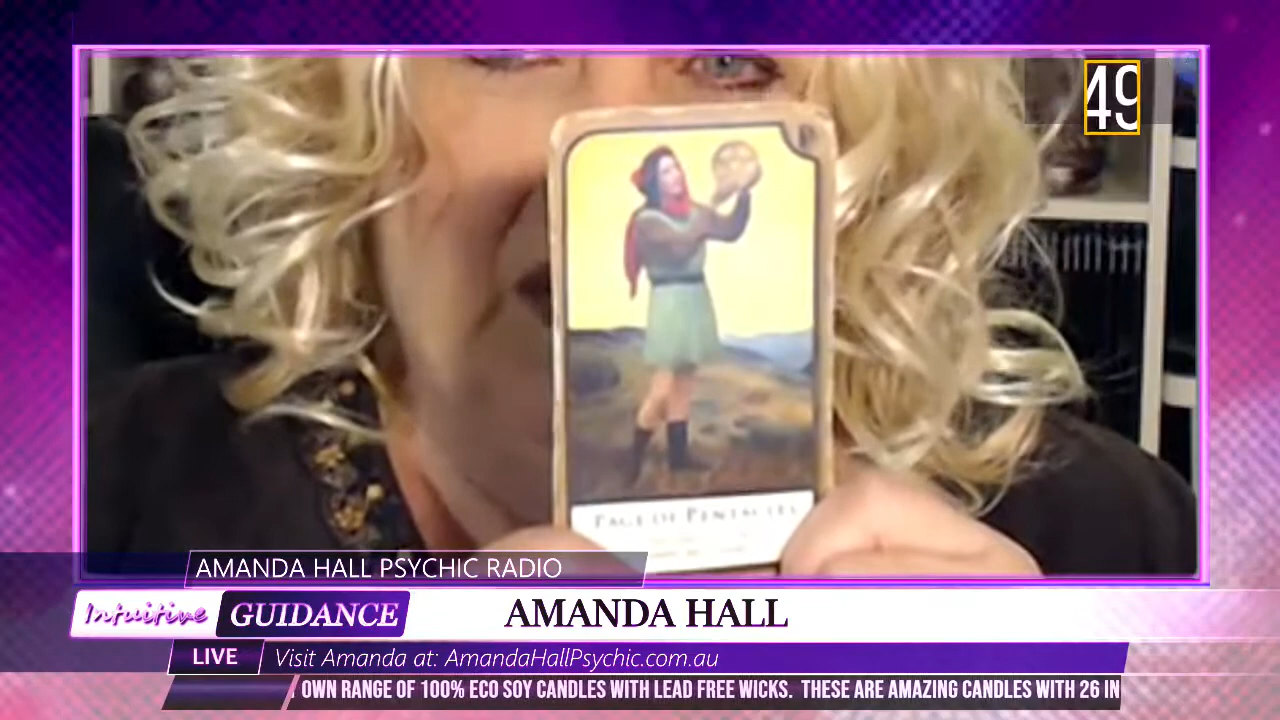 49
PAGE OF PENTACLES
AMANDA HALL PSYCHIC RADIO
Intuitive GUIDANCE
AMANDA HALL
LIVE
Visit Amanda at: AmandaHallPsychic.com.au
OWN RANGE OF 100% ECO SOY CANDLES WITH LEAD FREE WICKS. THESE ARE AMAZING CANDLES WITH 26 IN